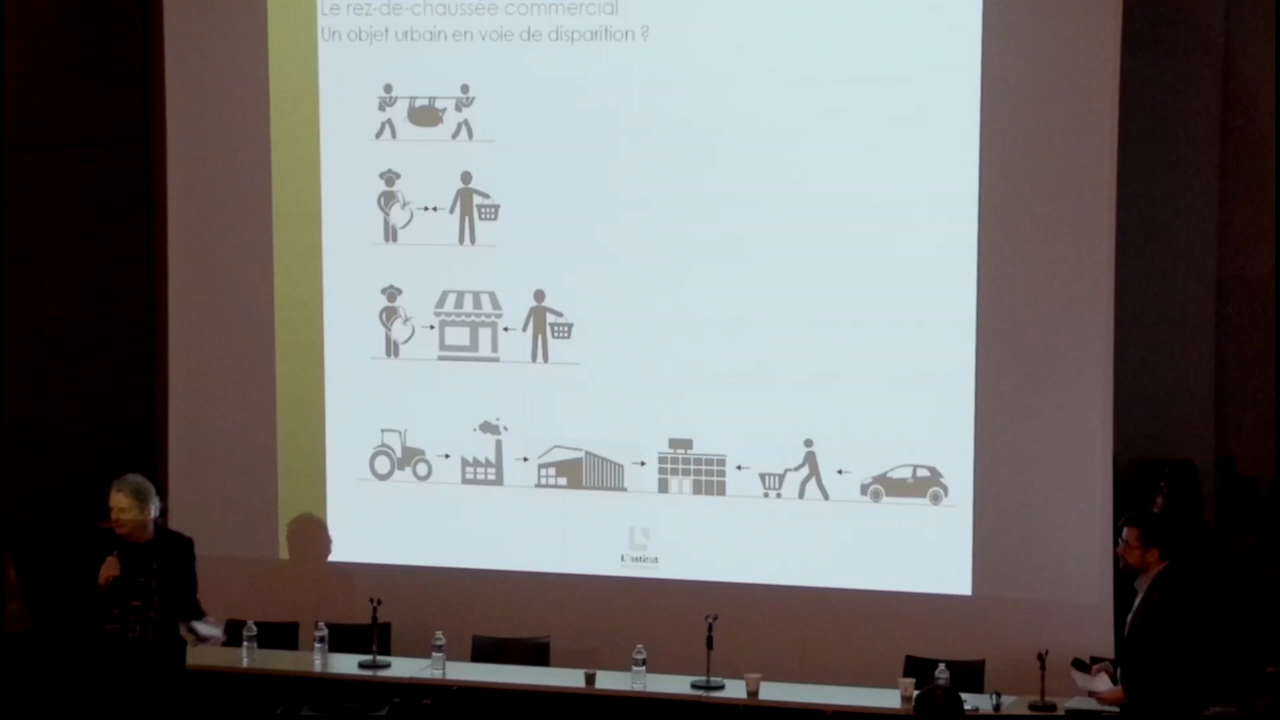 Le rez-de-chaussée commercial
Un objet urbain en voie de disparition ?
L'Institut